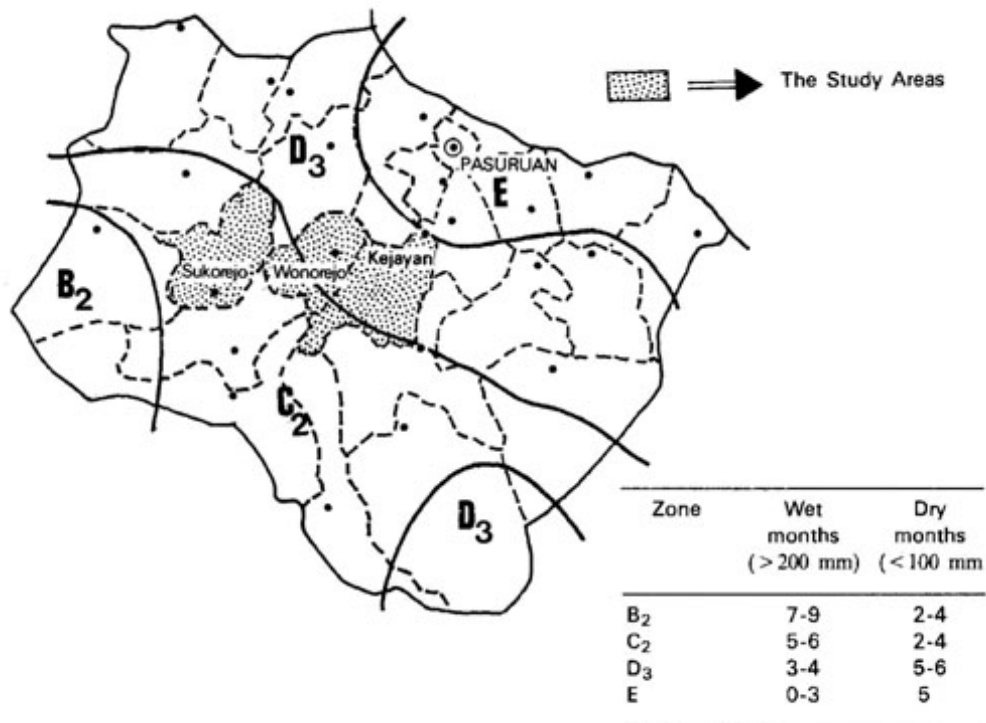 The Study Areas
D3
PASURUAN
E
Sukorejo
Wonorejo
Kejayan
B2
C2
D3
Zone Wet Dry
months months
(>200 mm) (<100 mm
B2 7-9 2-4
C2 5-6 2-4
D3 3-4 5-6
E 0-3 5